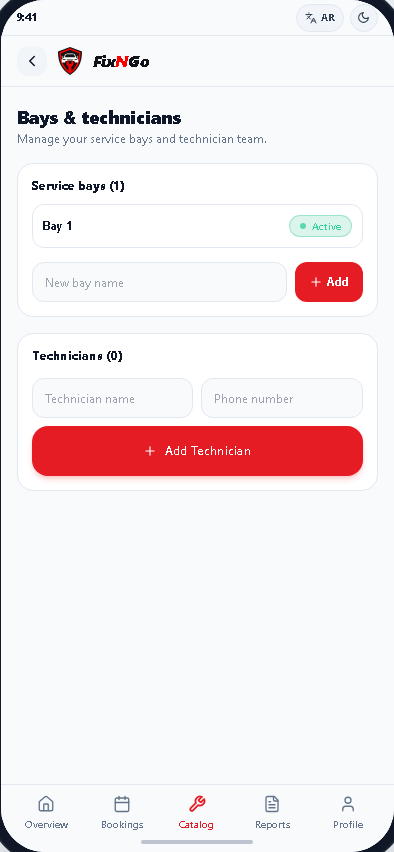 9:41
AR
FixNGo
Bays & technicians
Manage your service bays and technician team.
Service bays (1)
Bay 1
Active
New bay name
+ Add
Technicians (0)
Technician name
Phone number
+ Add Technician
Overview
Bookings
Catalog
Reports
Profile